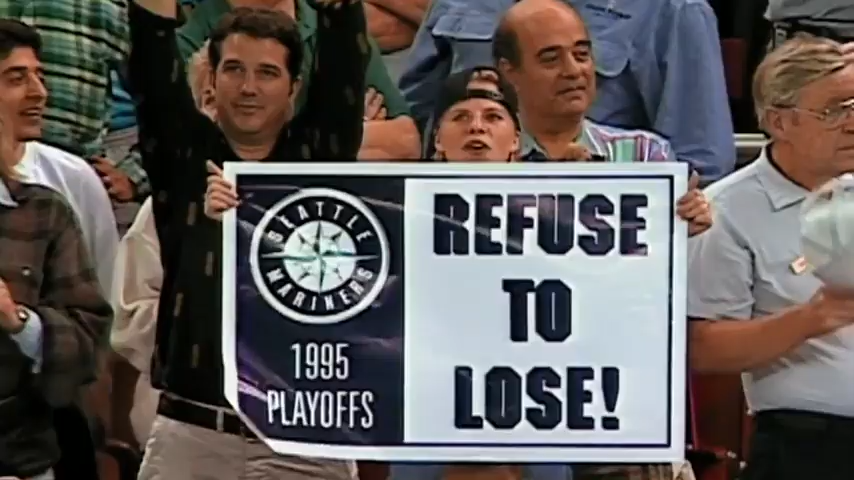 SEATTLE
MARINERS
1995
PLAYOFFS
REFUSE
TO
LOSE!